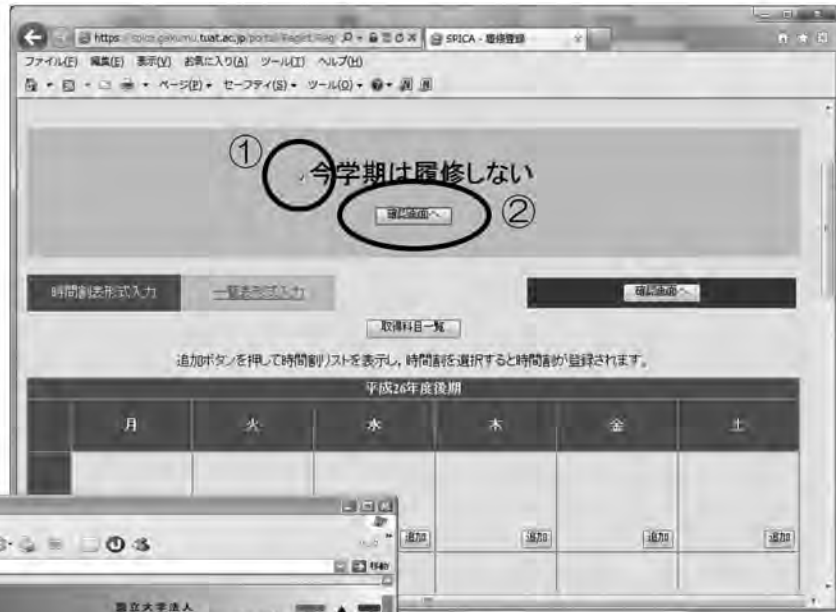 SPICA - 履修登録
ファイル(F) 編集(E) 表示(V) お気に入り(A) ツール(T) ヘルプ(H)
ページ(P) セーフティ(S) ツール(O)
① 今学期は履修しない
確認画面へ ②
時間割表形式入力 一覧表形式入力 確認画面へ
取得科目一覧
追加ボタンを押して時間割リストを表示し、時間割を選択すると時間割が登録されます。
平成26年度後期
月 火 水 木 金 土
追加 追加 追加 追加
移動
国立大学法人